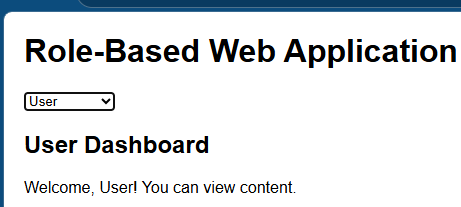 Role-Based Web Application
User
User Dashboard
Welcome, User! You can view content.